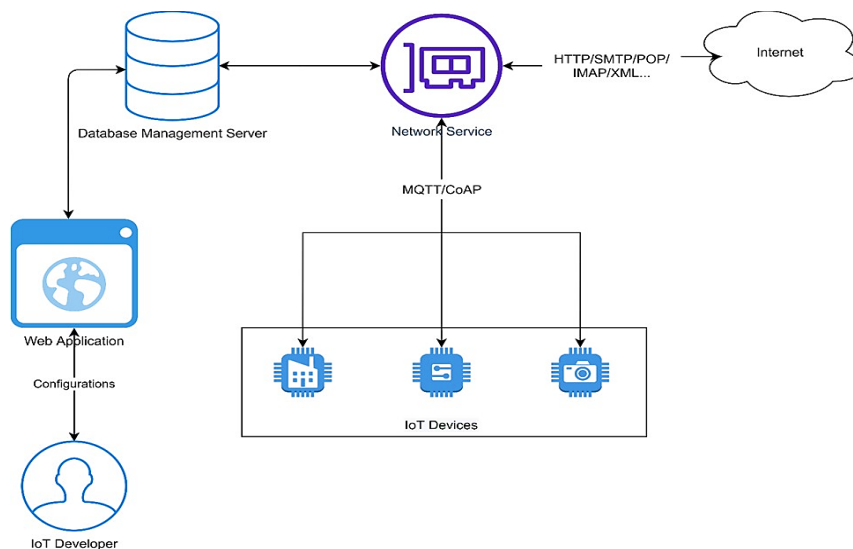 HTTP/SMTP/POP/
IMAP/XML...
Internet
Database Management Server
Network Service
MQTT/CoAP
Web Application
Configurations
IoT Devices
IoT Developer